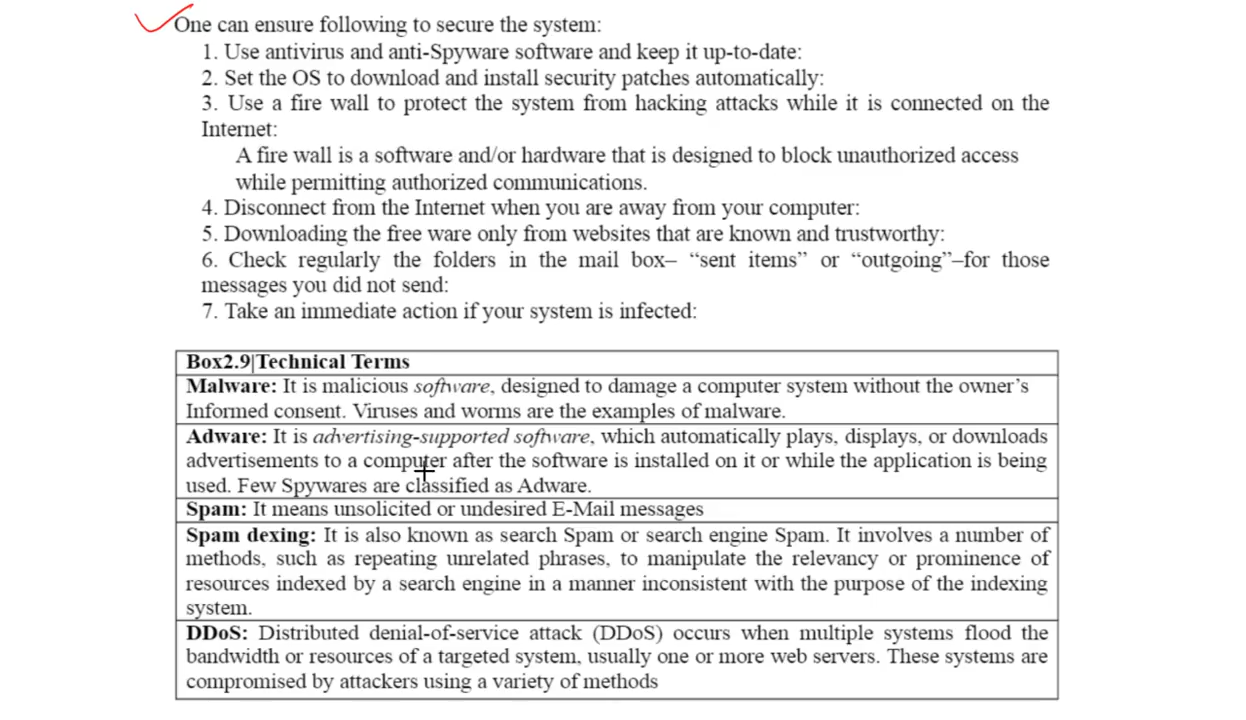 One can ensure following to secure the system:
1. Use antivirus and anti-Spyware software and keep it up-to-date:
2. Set the OS to download and install security patches automatically:
3. Use a fire wall to protect the system from hacking attacks while it is connected on the
Internet:
A fire wall is a software and/or hardware that is designed to block unauthorized access
while permitting authorized communications.
4. Disconnect from the Internet when you are away from your computer:
5. Downloading the free ware only from websites that are known and trustworthy:
6. Check regularly the folders in the mail box– “sent items” or “outgoing”–for those
messages you did not send:
7. Take an immediate action if your system is infected:
Box2.9|Technical Terms
Malware: It is malicious software, designed to damage a computer system without the owner’s
Informed consent. Viruses and worms are the examples of malware.
Adware: It is advertising-supported software, which automatically plays, displays, or downloads
advertisements to a computer after the software is installed on it or while the application is being
used. Few Spywares are classified as Adware.
Spam: It means unsolicited or undesired E-Mail messages
Spam dexing: It is also known as search Spam or search engine Spam. It involves a number of
methods, such as repeating unrelated phrases, to manipulate the relevancy or prominence of
resources indexed by a search engine in a manner inconsistent with the purpose of the indexing
system.
DDoS: Distributed denial-of-service attack (DDoS) occurs when multiple systems flood the
bandwidth or resources of a targeted system, usually one or more web servers. These systems are
compromised by attackers using a variety of methods